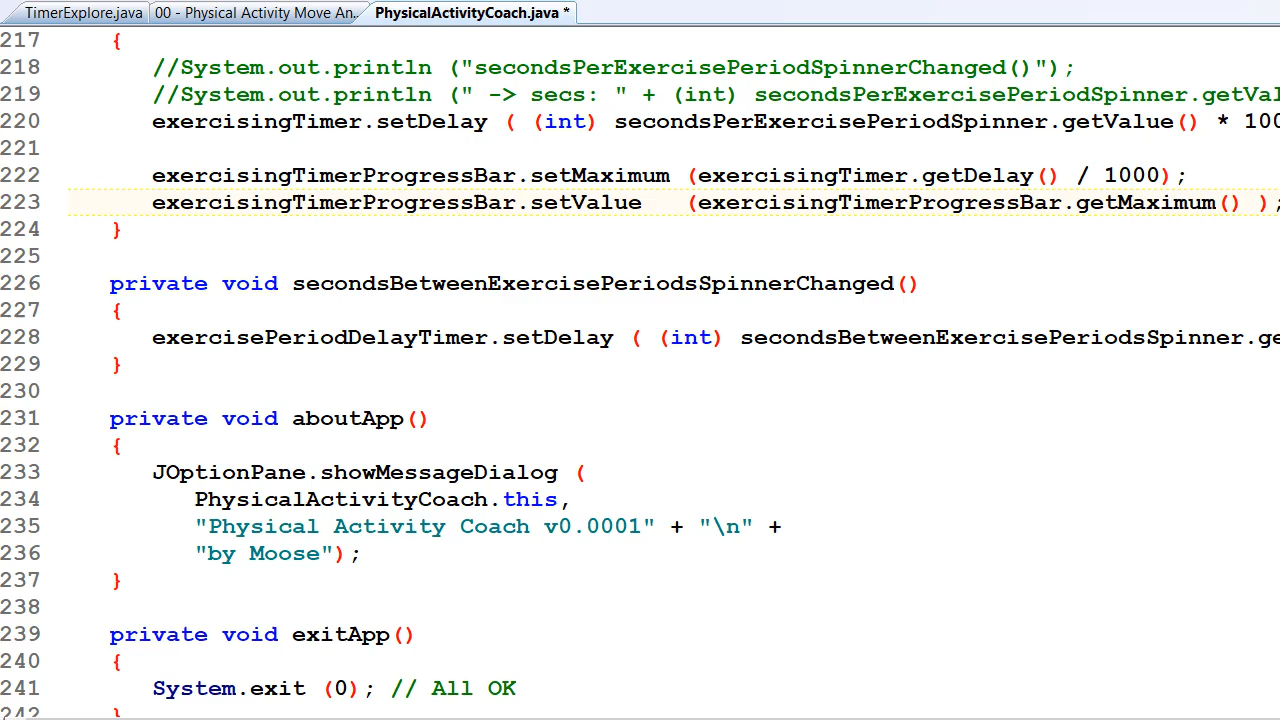 TimerExplore.java 00 - Physical Activity Move An... PhysicalActivityCoach.java *
217 {
218 //System.out.println ("secondsPerExercisePeriodSpinnerChanged()");
219 //System.out.println (" -> secs: " + (int) secondsPerExercisePeriodSpinner.getVal
220 exercisingTimer.setDelay ( (int) secondsPerExercisePeriodSpinner.getValue() * 100
221
222 exercisingTimerProgressBar.setMaximum (exercisingTimer.getDelay() / 1000);
223 exercisingTimerProgressBar.setValue (exercisingTimerProgressBar.getMaximum() );
224 }
225
226 private void secondsBetweenExercisePeriodsSpinnerChanged()
227 {
228 exercisePeriodDelayTimer.setDelay ( (int) secondsBetweenExercisePeriodsSpinner.ge
229 }
230
231 private void aboutApp()
232 {
233 JOptionPane.showMessageDialog (
234 PhysicalActivityCoach.this,
235 "Physical Activity Coach v0.0001" + "\n" +
236 "by Moose");
237 }
238
239 private void exitApp()
240 {
241 System.exit (0); // All OK
242 }